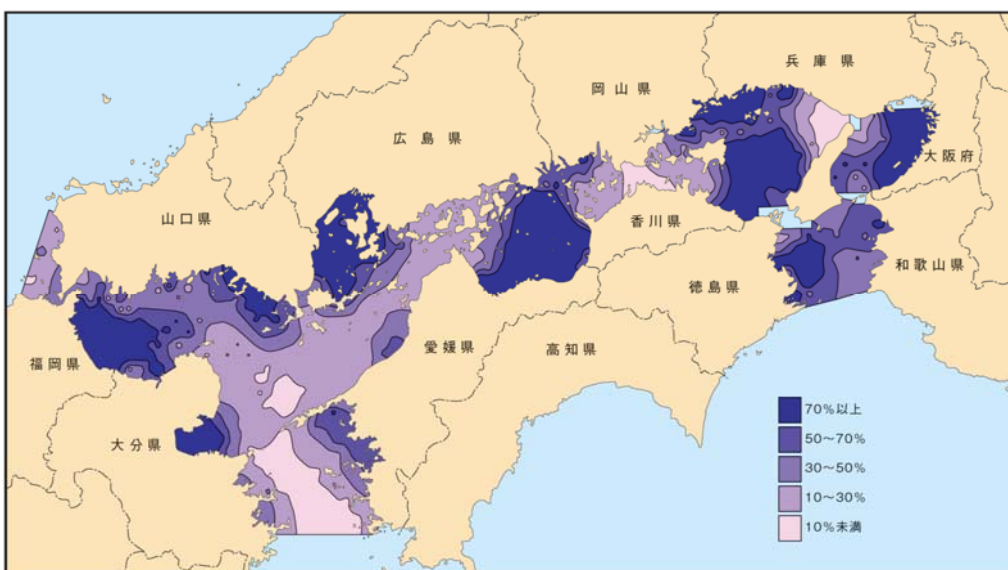 兵庫県
岡山県
広島県
大阪府
山口県
香川県
和歌山県
徳島県
愛媛県
高知県
福岡県
大分県
70%以上
50～70%
30～50%
10～30%
10%未満